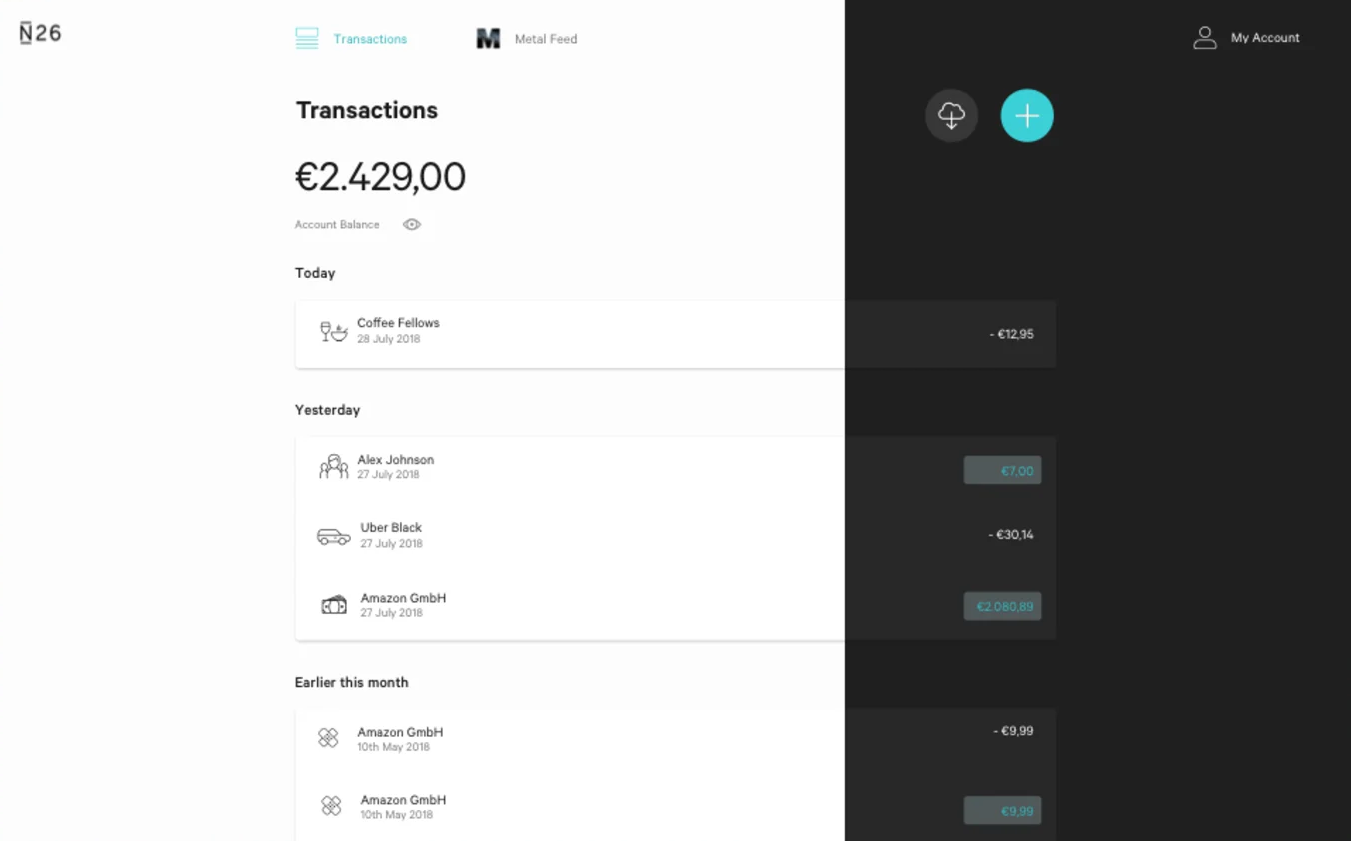 N26
Transactions
Metal Feed
My Account
Transactions
€2.429,00
Account Balance
Today
Coffee Fellows
28 July 2018
- €12,95
Yesterday
Alex Johnson
27 July 2018
€7,00
Uber Black
27 July 2018
- €30,14
Amazon GmbH
27 July 2018
€2.080,89
Earlier this month
Amazon GmbH
10th May 2018
- €9,99
Amazon GmbH
10th May 2018
€9,99